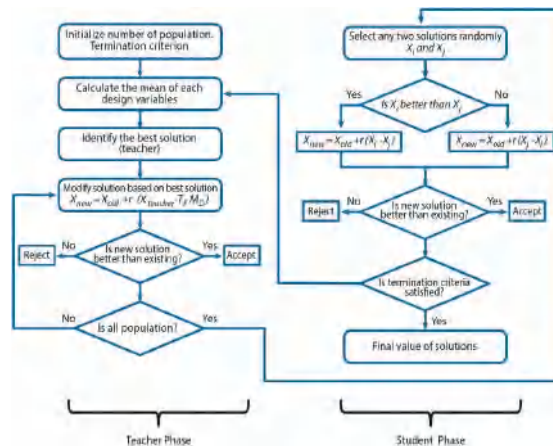 Initialize number of population.
Termination criterion
Calculate the mean of each
design variables
Identify the best solution
(teacher)
Modify solution based on best solution
X_new = X_old + r (X_teacher - T_f M_D)
Is new solution
better than existing?
No
Yes
Reject
Accept
Is all population?
No
Yes
Teacher Phase
Select any two solutions randomly
X_i and X_j
Is X_i better than X_j
Yes
No
X_new = X_old + r (X_i - X_j)
X_new = X_old + r (X_j - X_i)
Is new solution
better than existing?
No
Yes
Reject
Accept
Is termination criteria
satisfied?
Yes
Final value of solutions
Student Phase